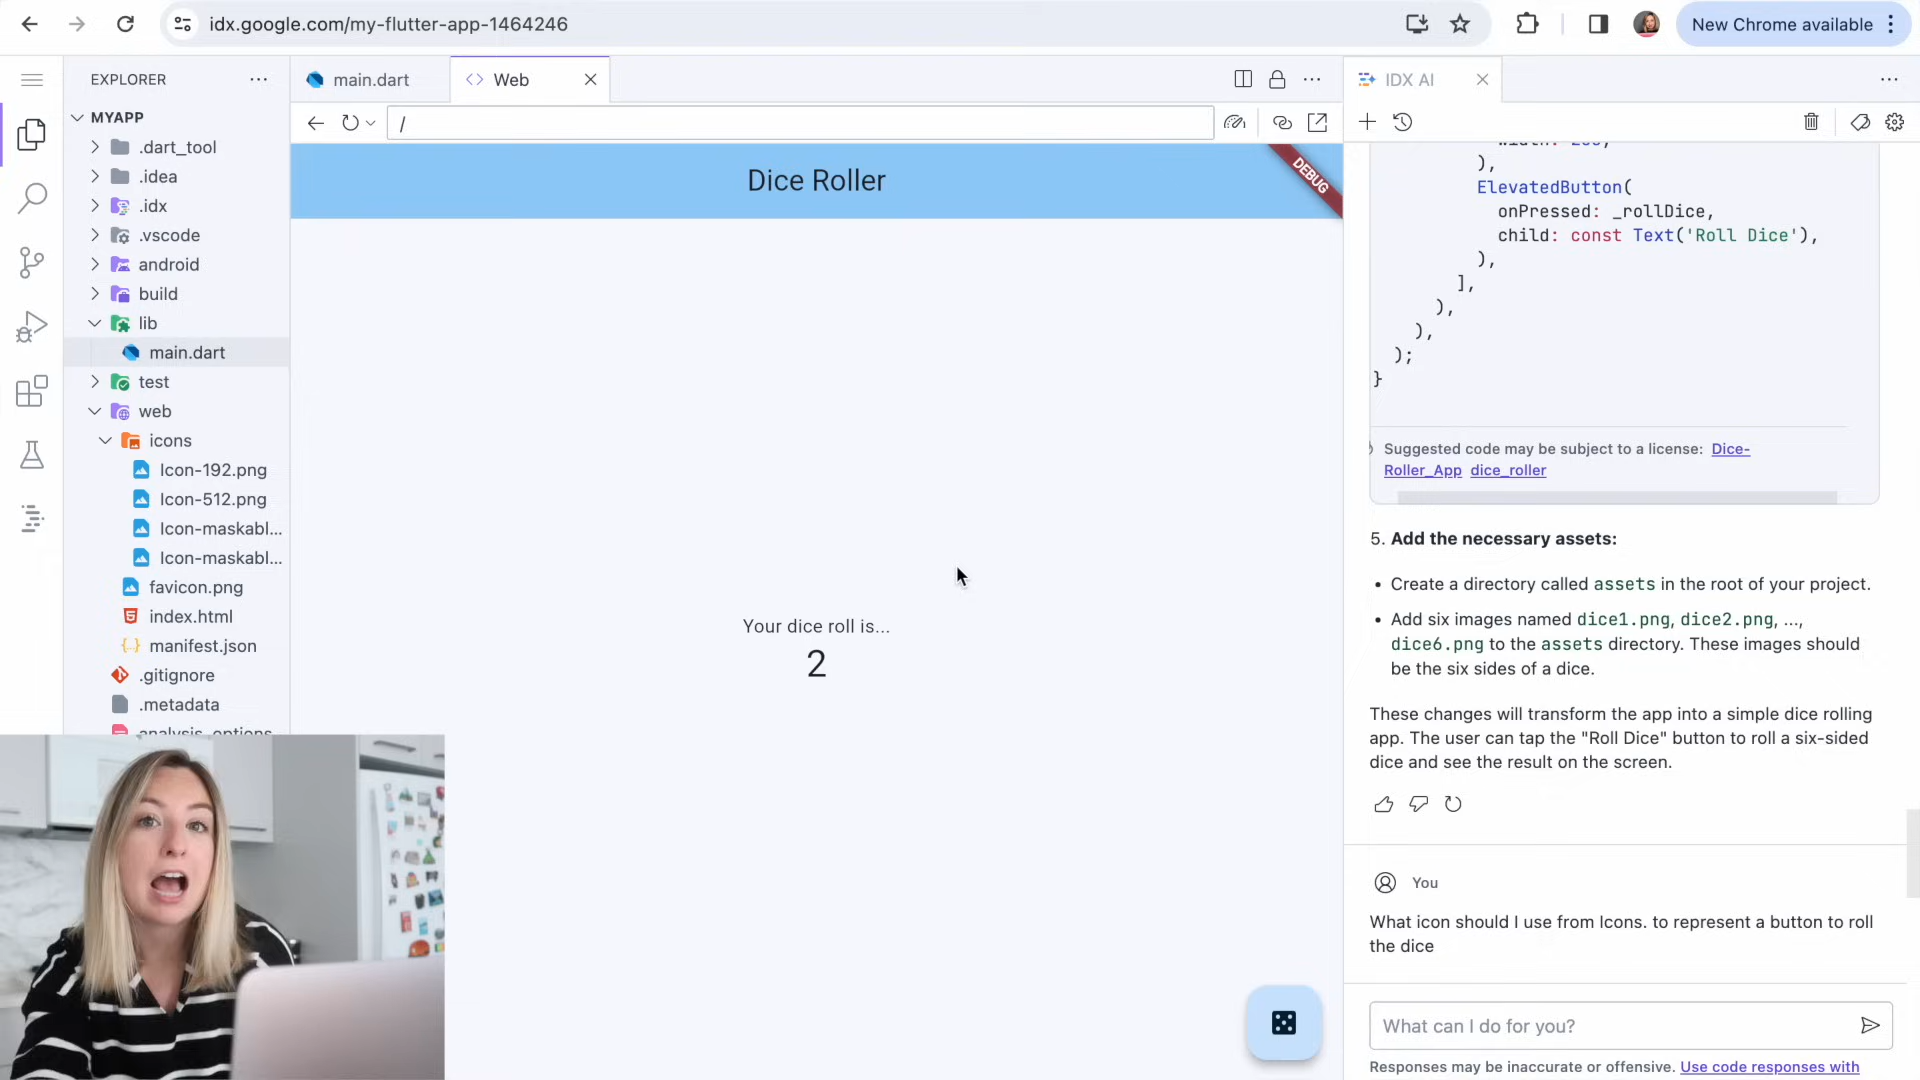 idx.google.com/my-flutter-app-1464246
New Chrome available
EXPLORER
main.dart
Web
IDX AI
MYAPP
/
.dart_tool
.idea
.idx
.vscode
android
build
lib
main.dart
test
web
icons
Icon-192.png
Icon-512.png
Icon-maskabl...
Icon-maskabl...
favicon.png
index.html
manifest.json
.gitignore
.metadata
analysis_options
Dice Roller
DEBUG
Your dice roll is...
2
),
ElevatedButton(
onPressed: _rollDice,
child: const Text('Roll Dice'),
),
],
),
),
);
}
Suggested code may be subject to a license: Dice-
Roller_App dice_roller
5. Add the necessary assets:
• Create a directory called assets in the root of your project.
• Add six images named dice1.png, dice2.png, ...,
dice6.png to the assets directory. These images should
be the six sides of a dice.
These changes will transform the app into a simple dice rolling
app. The user can tap the "Roll Dice" button to roll a six-sided
dice and see the result on the screen.
You
What icon should I use from Icons. to represent a button to roll
the dice
What can I do for you?
Responses may be inaccurate or offensive. Use code responses with